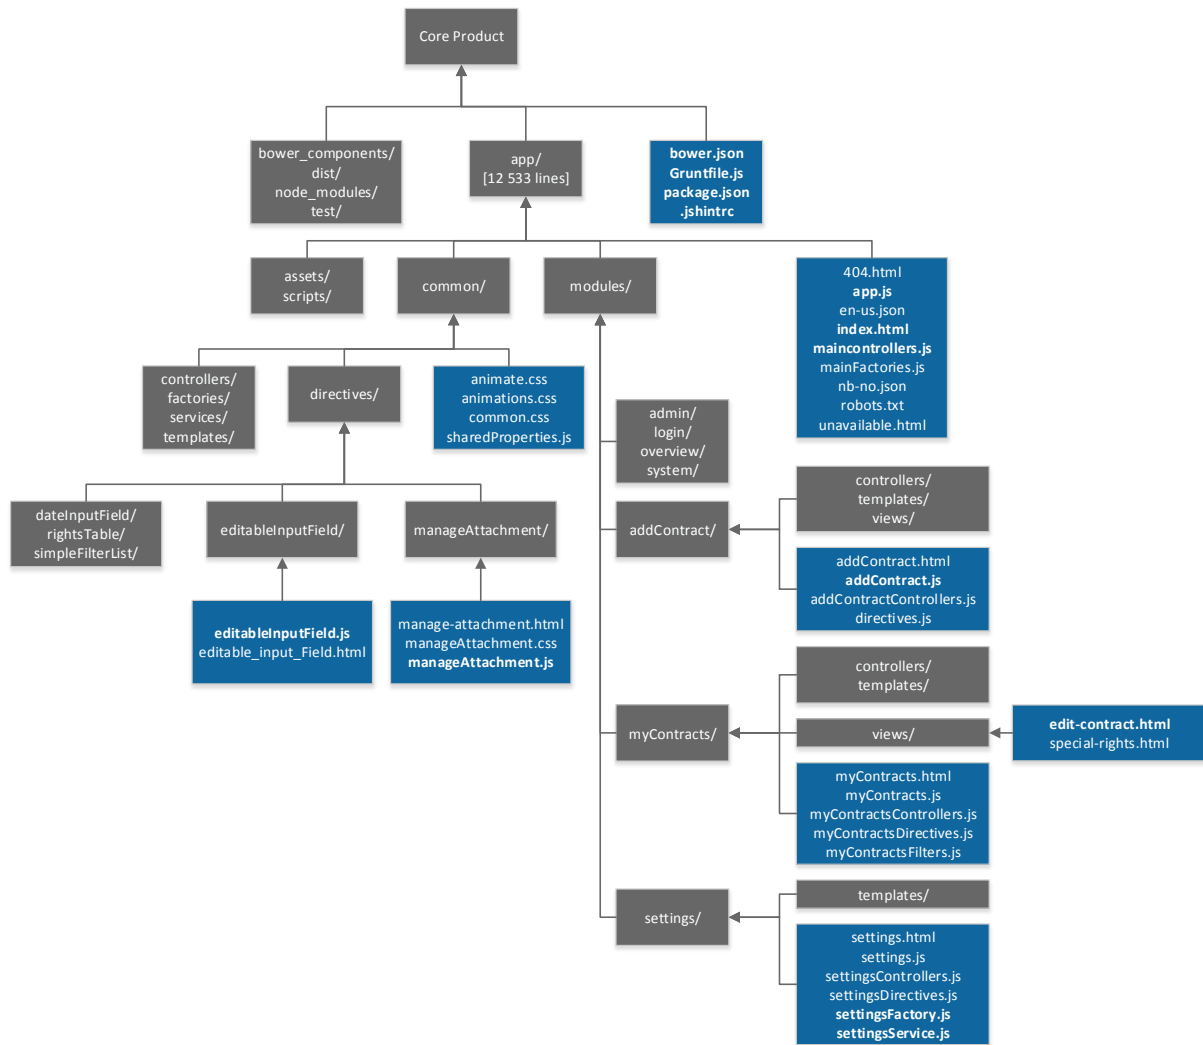 Core Product
bower_components/
dist/
node_modules/
test/
app/
[12 533 lines]
bower.json
Gruntfile.js
package.json
.jshintrc
assets/
scripts/
common/
modules/
404.html
app.js
en-us.json
index.html
maincontrollers.js
mainFactories.js
nb-no.json
robots.txt
unavailable.html
controllers/
factories/
services/
templates/
directives/
animate.css
animations.css
common.css
sharedProperties.js
admin/
login/
overview/
system/
dateInputField/
rightsTable/
simpleFilterList/
editableInputField/
manageAttachment/
addContract/
controllers/
templates/
views/
addContract.html
addContract.js
addContractControllers.js
directives.js
editableInputField.js
editable_input_Field.html
manage-attachment.html
manageAttachment.css
manageAttachment.js
myContracts/
controllers/
templates/
views/
edit-contract.html
special-rights.html
myContracts.html
myContracts.js
myContractsControllers.js
myContractsDirectives.js
myContractsFilters.js
settings/
templates/
settings.html
settings.js
settingsControllers.js
settingsDirectives.js
settingsFactory.js
settingsService.js